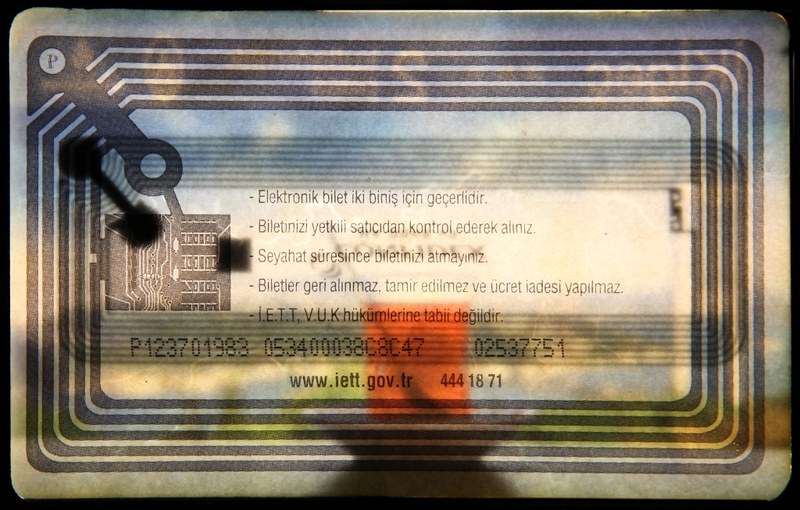 P
- Elektronik bilet iki biniş için geçerlidir.
- Biletinizi yetkili satıcıdan kontrol ederek alınız.
- Seyahat süresince biletinizi atmayınız.
- Biletler geri alınmaz, tamir edilmez ve ücret iadesi yapılmaz.
- İ.E.T.T, V.U.K hükümlerine tabii değildir.
P123701983 053400038C8C47 02537751
www.iett.gov.tr 444 18 71